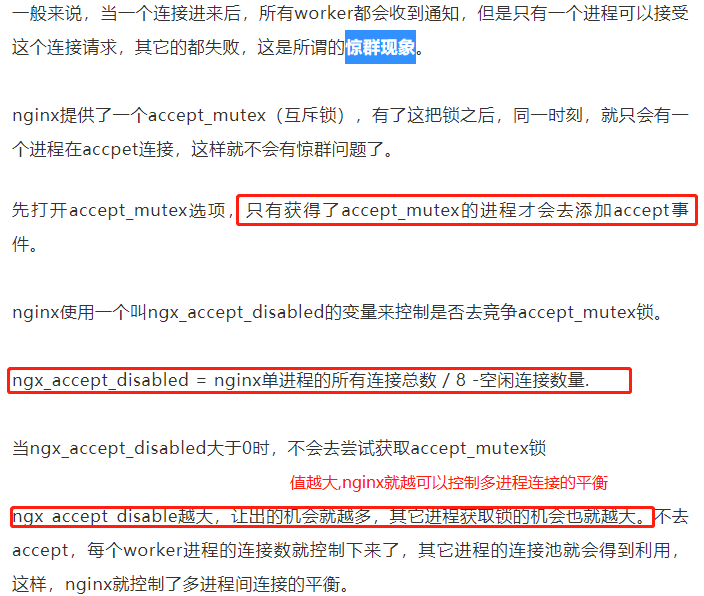 一般来说，当一个连接进来后，所有worker都会收到通知，但是只有一个进程可以接受
这个连接请求，其它的都失败，这是所谓的惊群现象。
nginx提供了一个accept_mutex（互斥锁），有了这把锁之后，同一时刻，就只会有一
个进程在accpet连接，这样就不会有惊群问题了。
先打开accept_mutex选项，只有获得了accept_mutex的进程才会去添加accept事
件。
nginx使用一个叫ngx_accept_disabled的变量来控制是否去竞争accept_mutex锁。
ngx_accept_disabled = nginx单进程的所有连接总数 / 8 -空闲连接数量.
当ngx_accept_disabled大于0时，不会去尝试获取accept_mutex锁
值越大,nginx就越可以控制多进程连接的平衡
ngx_accept_disable越大，让出的机会就越多，其它进程获取锁的机会也就越大。不去
accept，每个worker进程的连接数就控制下来了，其它进程的连接池就会得到利用，
这样，nginx就控制了多进程间连接的平衡。